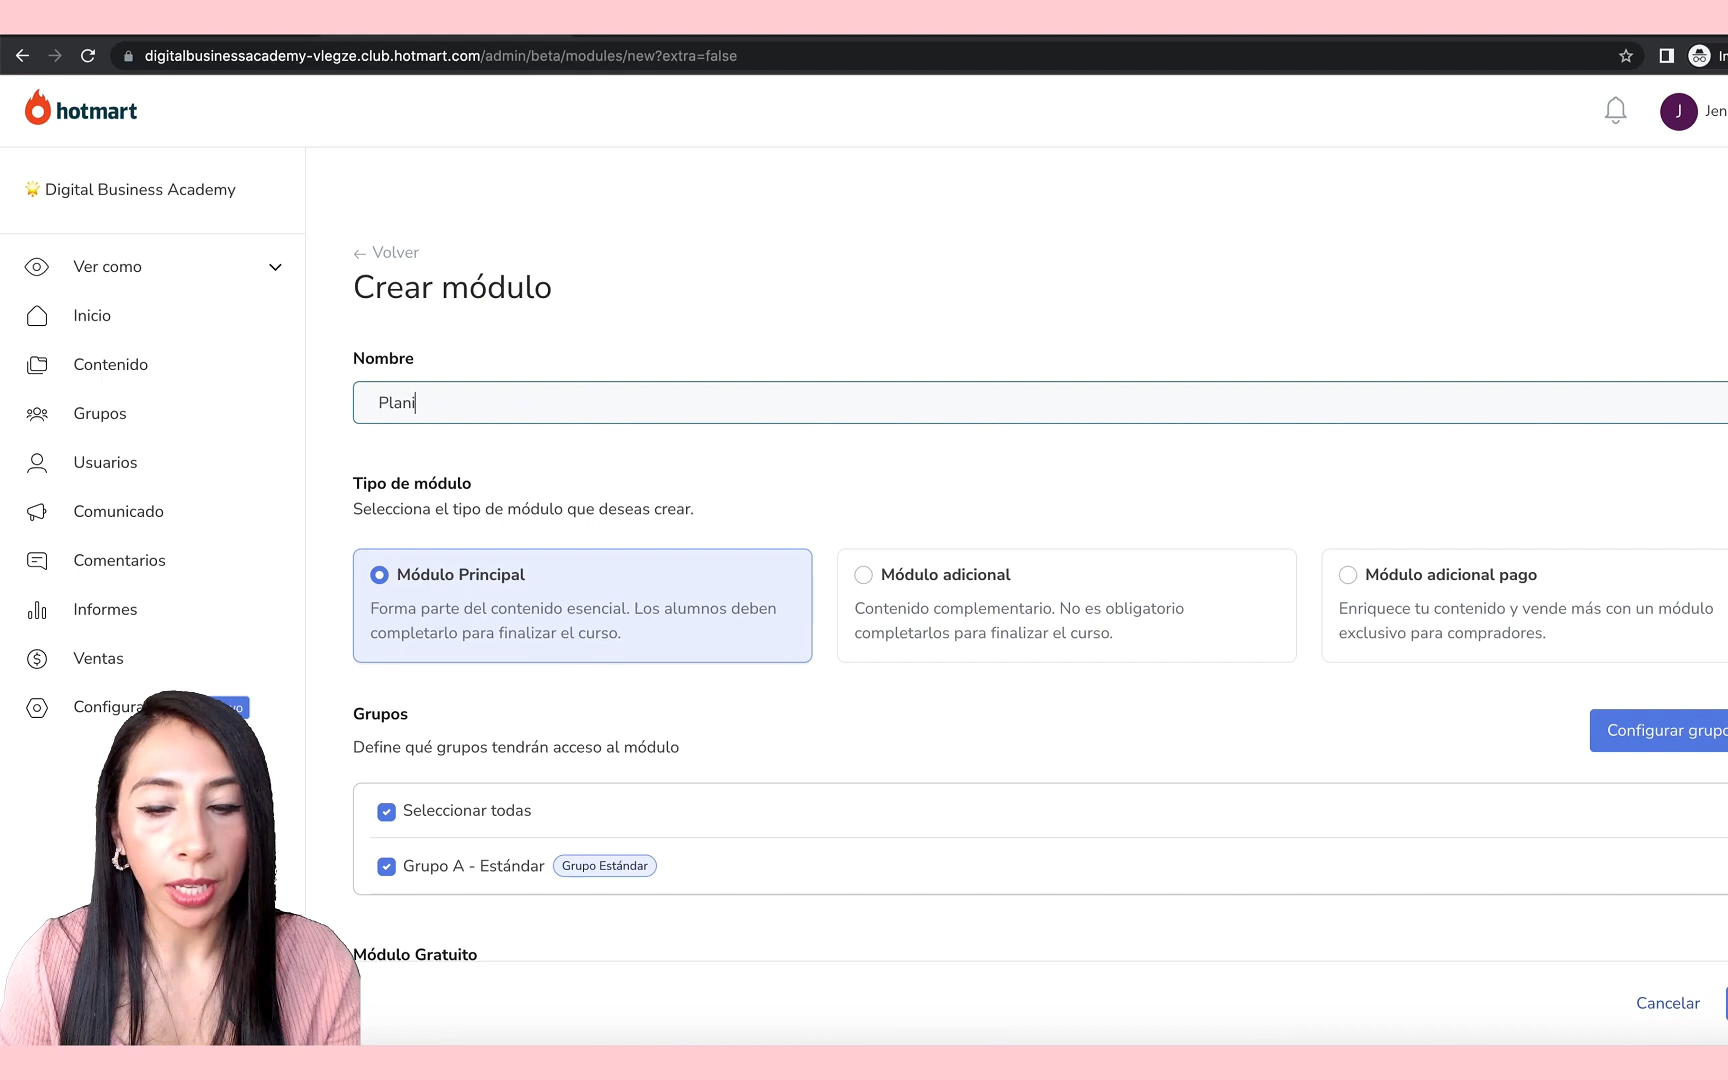 digitalbusinessacademy-vlegze.club.hotmart.com/admin/beta/modules/new?extra=false
hotmart
J
Digital Business Academy
Ver como
Inicio
Contenido
Grupos
Usuarios
Comunicado
Comentarios
Informes
Ventas
← Volver
Crear módulo
Nombre
Plani
Tipo de módulo
Selecciona el tipo de módulo que deseas crear.
Módulo Principal
Forma parte del contenido esencial. Los alumnos deben
completarlo para finalizar el curso.
Módulo adicional
Contenido complementario. No es obligatorio
completarlos para finalizar el curso.
Módulo adicional pago
Enriquece tu contenido y vende más con un módulo
exclusivo para compradores.
Grupos
Define qué grupos tendrán acceso al módulo
Configurar
Seleccionar todas
Grupo A - Estándar Grupo Estándar
Módulo Gratuito
Cancelar